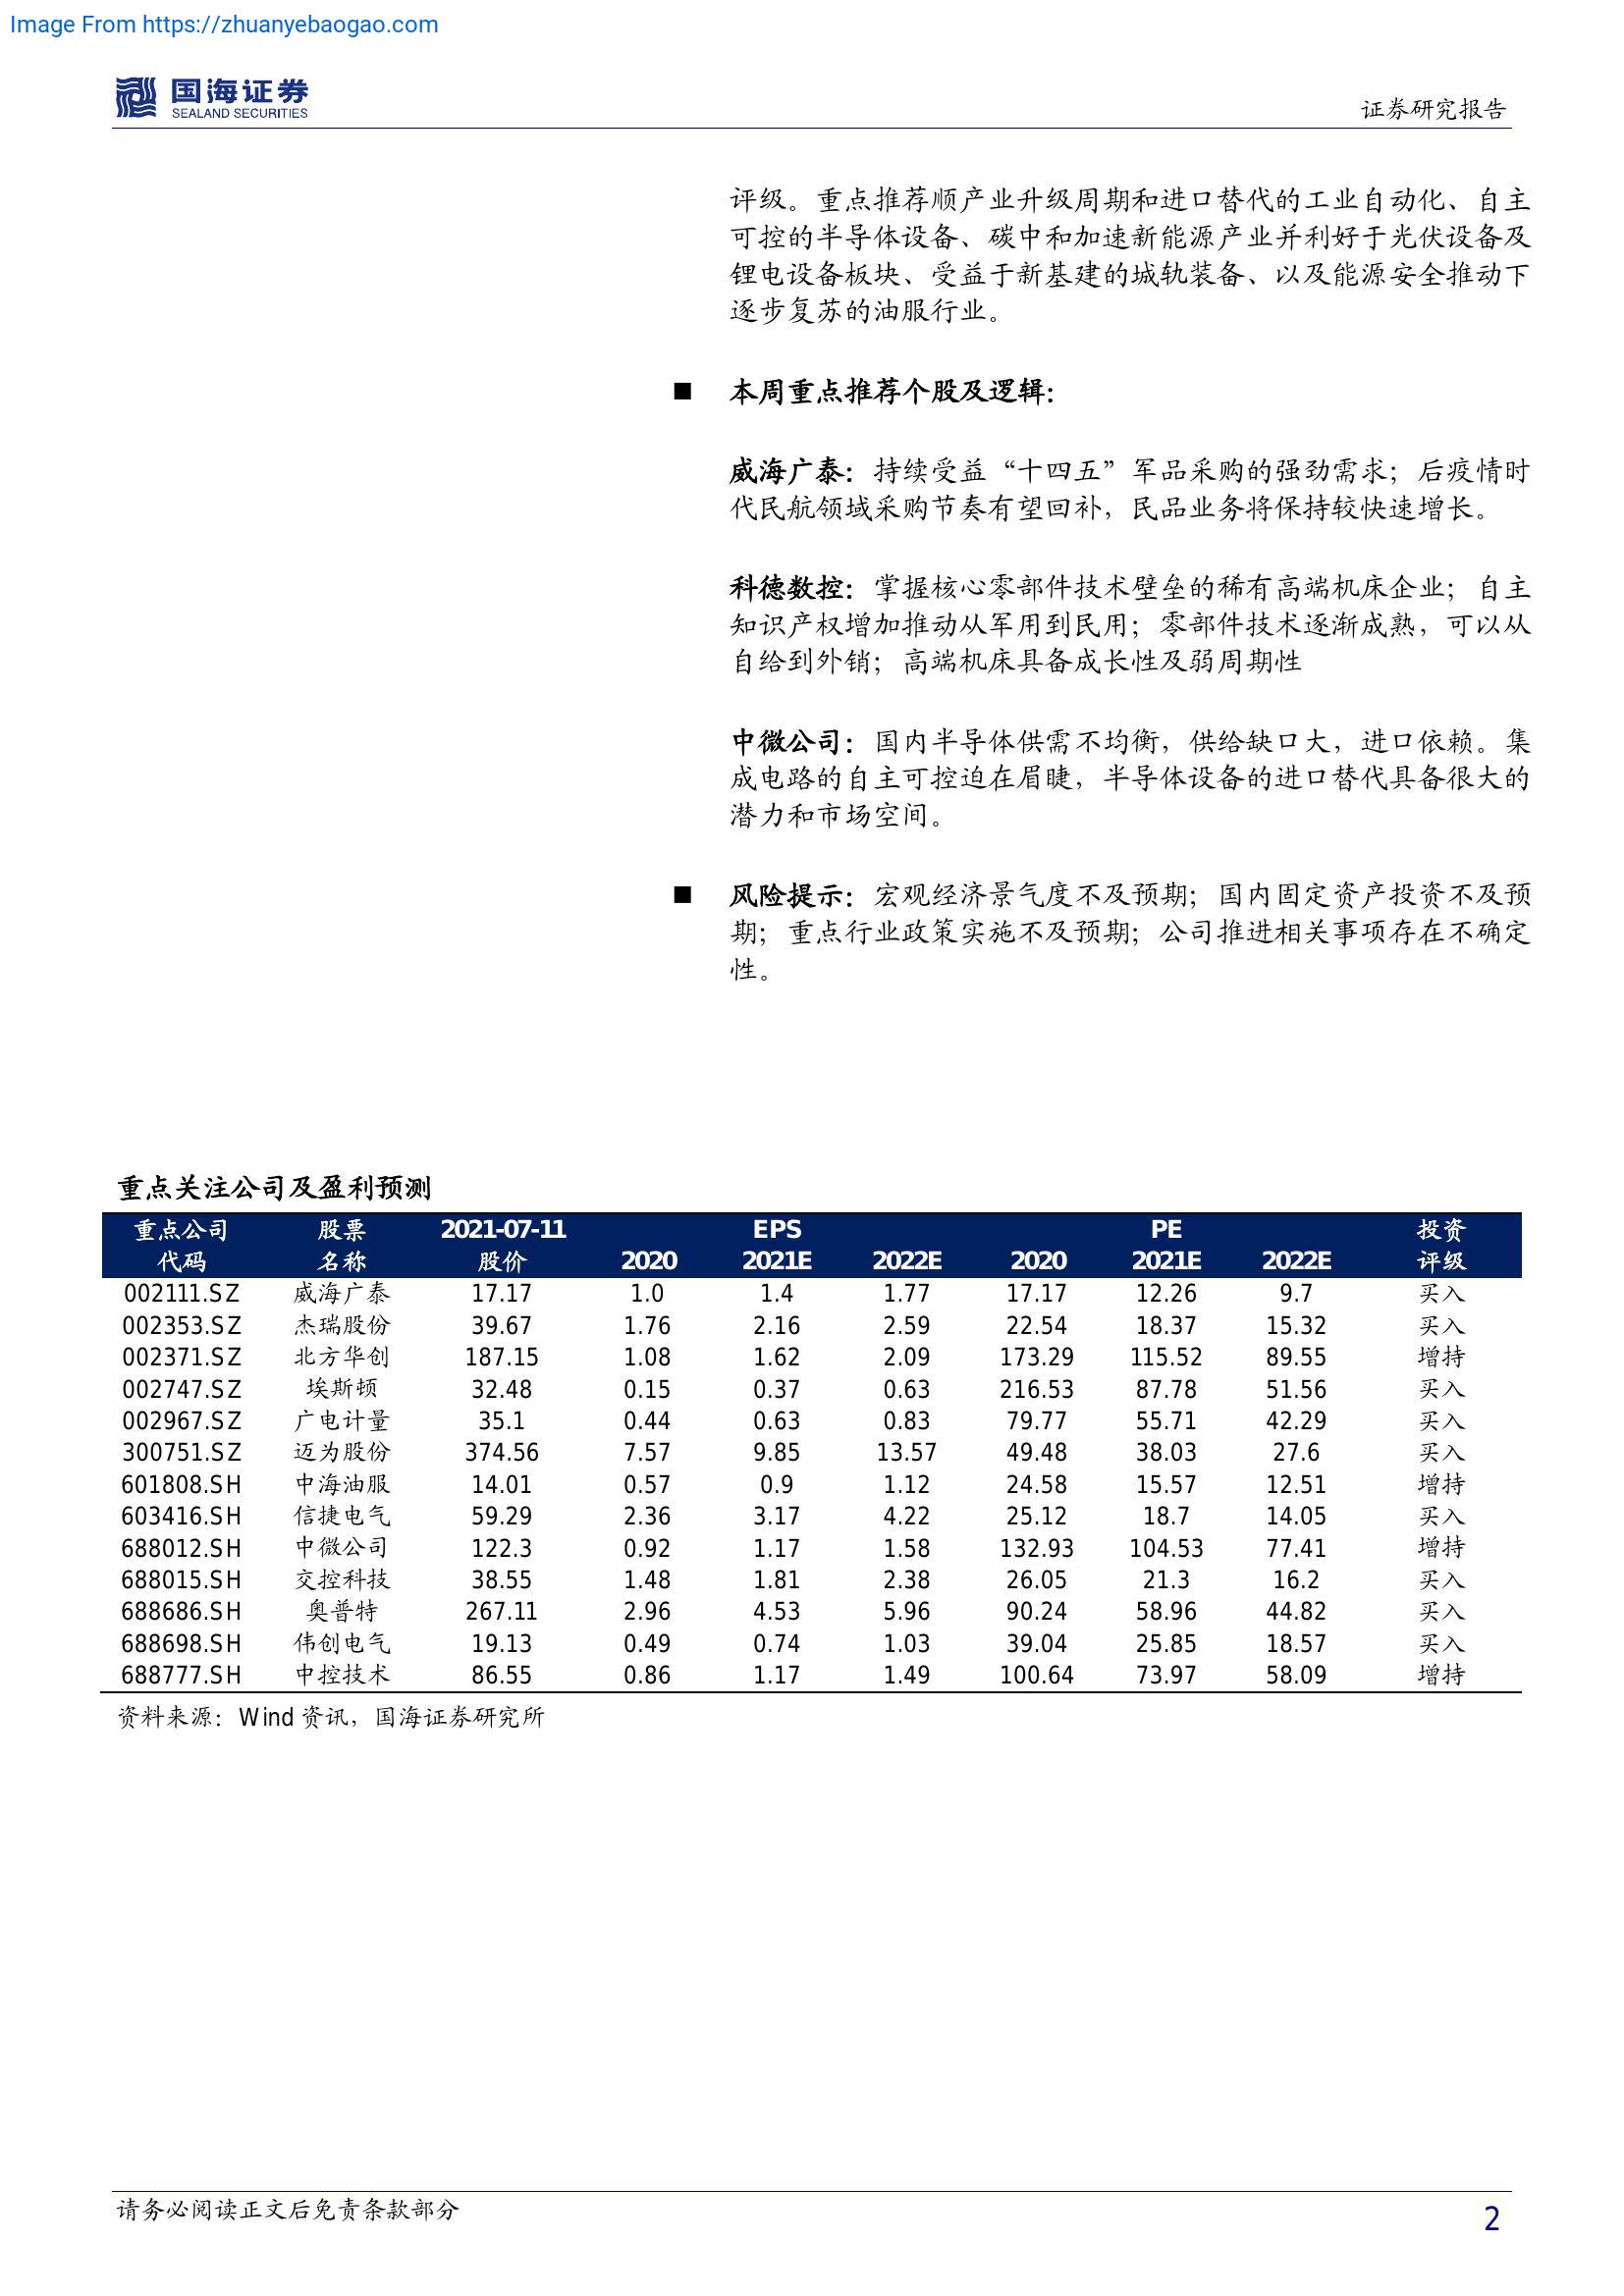 Image From https://zhuanyebaogao.com
国海证券
SEALAND SECURITIES
证券研究报告
评级。重点推荐顺产业升级周期和进口替代的工业自动化、自主
可控的半导体设备、碳中和加速新能源产业并利好于光伏设备及
锂电设备板块、受益于新基建的城轨装备、以及能源安全推动下
逐步复苏的油服行业。
■ 本周重点推荐个股及逻辑：
威海广泰：持续受益“十四五”军品采购的强劲需求；后疫情时
代民航领域采购节奏有望回补，民品业务将保持较快速增长。
科德数控：掌握核心零部件技术壁垒的稀有高端机床企业；自主
知识产权增加推动从军用到民用；零部件技术逐渐成熟，可以从
自给到外销；高端机床具备成长性及弱周期性
中微公司：国内半导体供需不均衡，供给缺口大，进口依赖。集
成电路的自主可控迫在眉睫，半导体设备的进口替代具备很大的
潜力和市场空间。
■ 风险提示：宏观经济景气度不及预期；国内固定资产投资不及预
期；重点行业政策实施不及预期；公司推进相关事项存在不确定
性。
重点关注公司及盈利预测
重点公司 股票 2021-07-11 EPS PE 投资
代码 名称 股价 2020 2021E 2022E 2020 2021E 2022E 评级
002111.SZ 威海广泰 17.17 1.0 1.4 1.77 17.17 12.26 9.7 买入
002353.SZ 杰瑞股份 39.67 1.76 2.16 2.59 22.54 18.37 15.32 买入
002371.SZ 北方华创 187.15 1.08 1.62 2.09 173.29 115.52 89.55 增持
002747.SZ 埃斯顿 32.48 0.15 0.37 0.63 216.53 87.78 51.56 买入
002967.SZ 广电计量 35.1 0.44 0.63 0.83 79.77 55.71 42.29 买入
300751.SZ 迈为股份 374.56 7.57 9.85 13.57 49.48 38.03 27.6 买入
601808.SH 中海油服 14.01 0.57 0.9 1.12 24.58 15.57 12.51 增持
603416.SH 信捷电气 59.29 2.36 3.17 4.22 25.12 18.7 14.05 买入
688012.SH 中微公司 122.3 0.92 1.17 1.58 132.93 104.53 77.41 增持
688015.SH 交控科技 38.55 1.48 1.81 2.38 26.05 21.3 16.2 买入
688686.SH 奥普特 267.11 2.96 4.53 5.96 90.24 58.96 44.82 买入
688698.SH 伟创电气 19.13 0.49 0.74 1.03 39.04 25.85 18.57 买入
688777.SH 中控技术 86.55 0.86 1.17 1.49 100.64 73.97 58.09 增持
资料来源：Wind 资讯，国海证券研究所
请务必阅读正文后免责条款部分
2